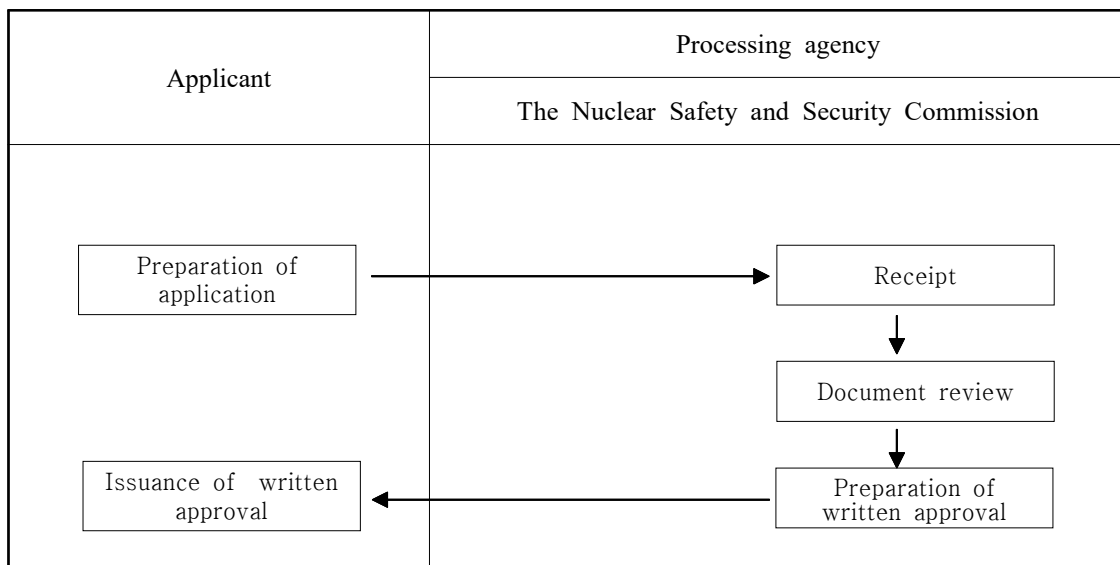 Applicant
Processing agency
The Nuclear Safety and Security Commission
Preparation of
application
Receipt
Document review
Issuance of written
approval
Preparation of
written approval